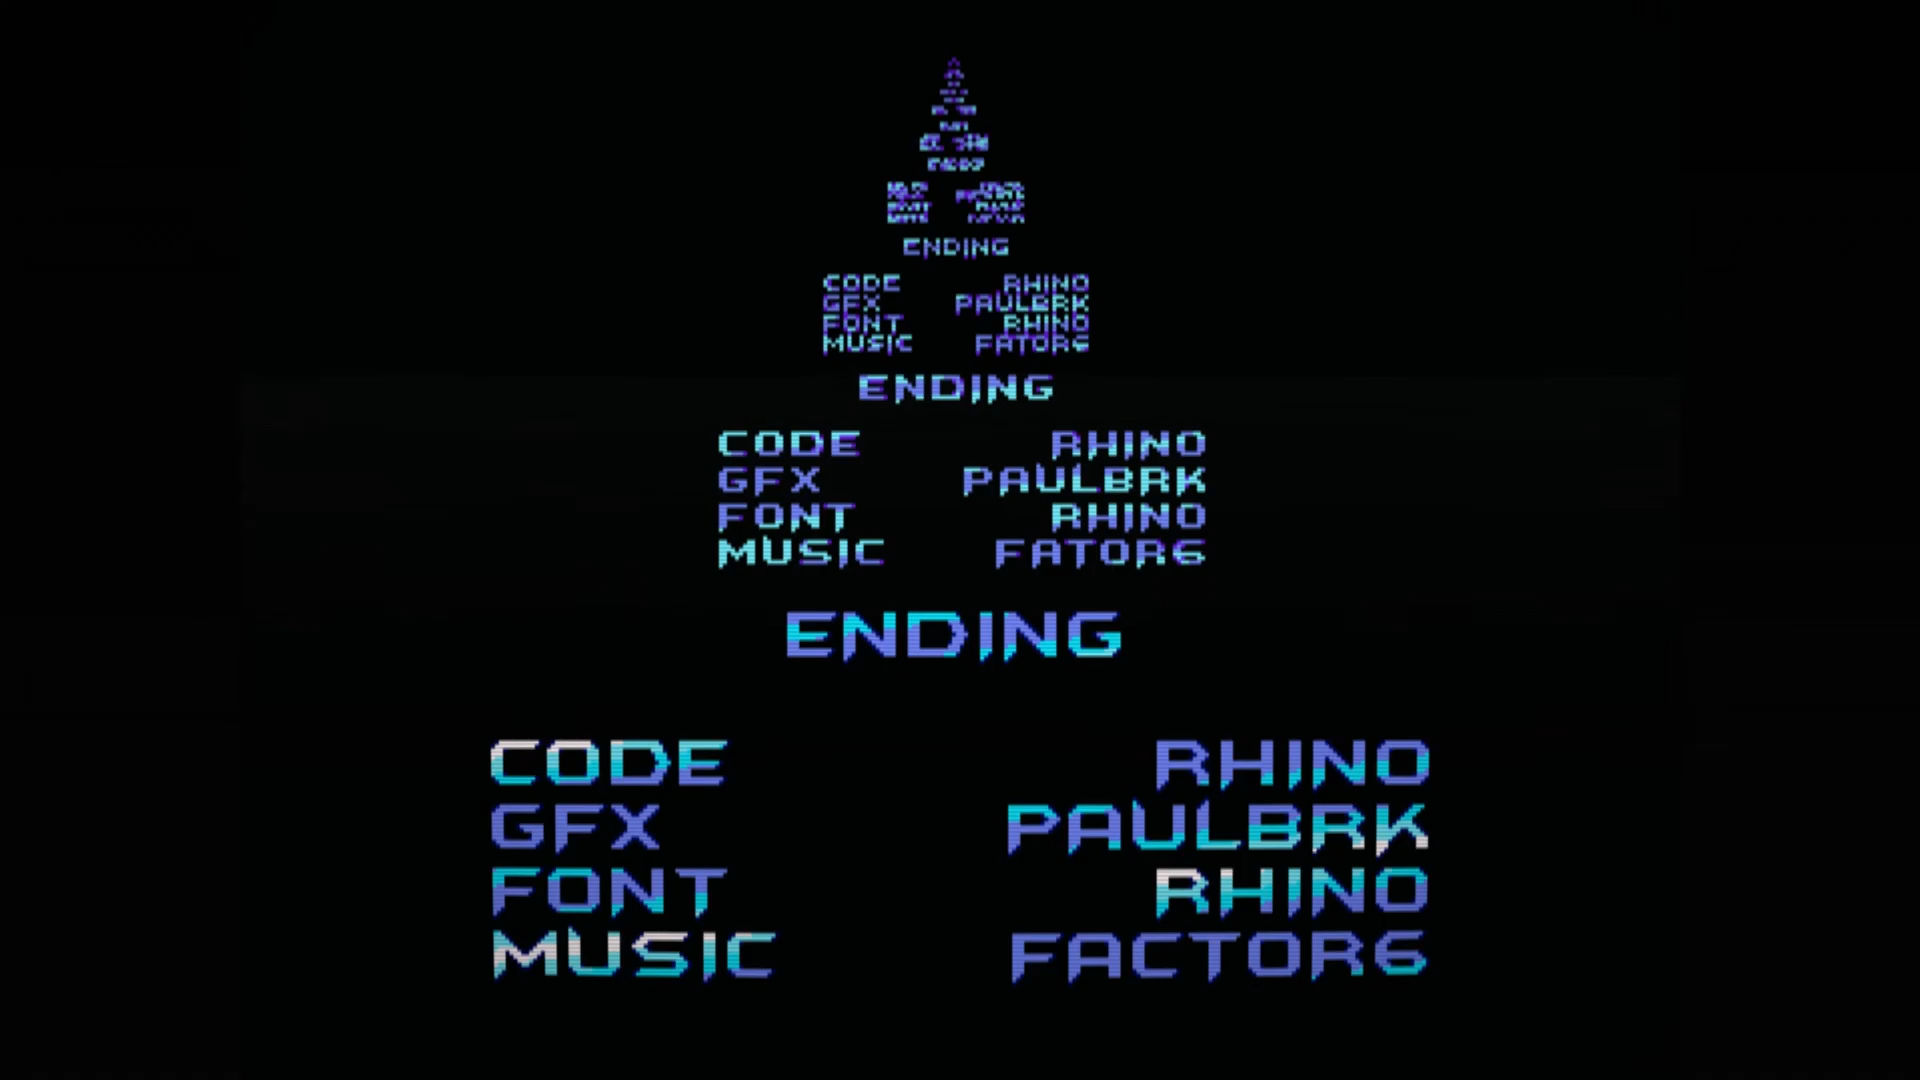 ENDING
CODE RHINO
GFX PAULBRK
FONT RHINO
MUSIC FATOR6
ENDING
CODE RHINO
GFX PAULBRK
FONT RHINO
MUSIC FATOR6
ENDING
CODE RHINO
GFX PAULBRK
FONT RHINO
MUSIC FACTOR6